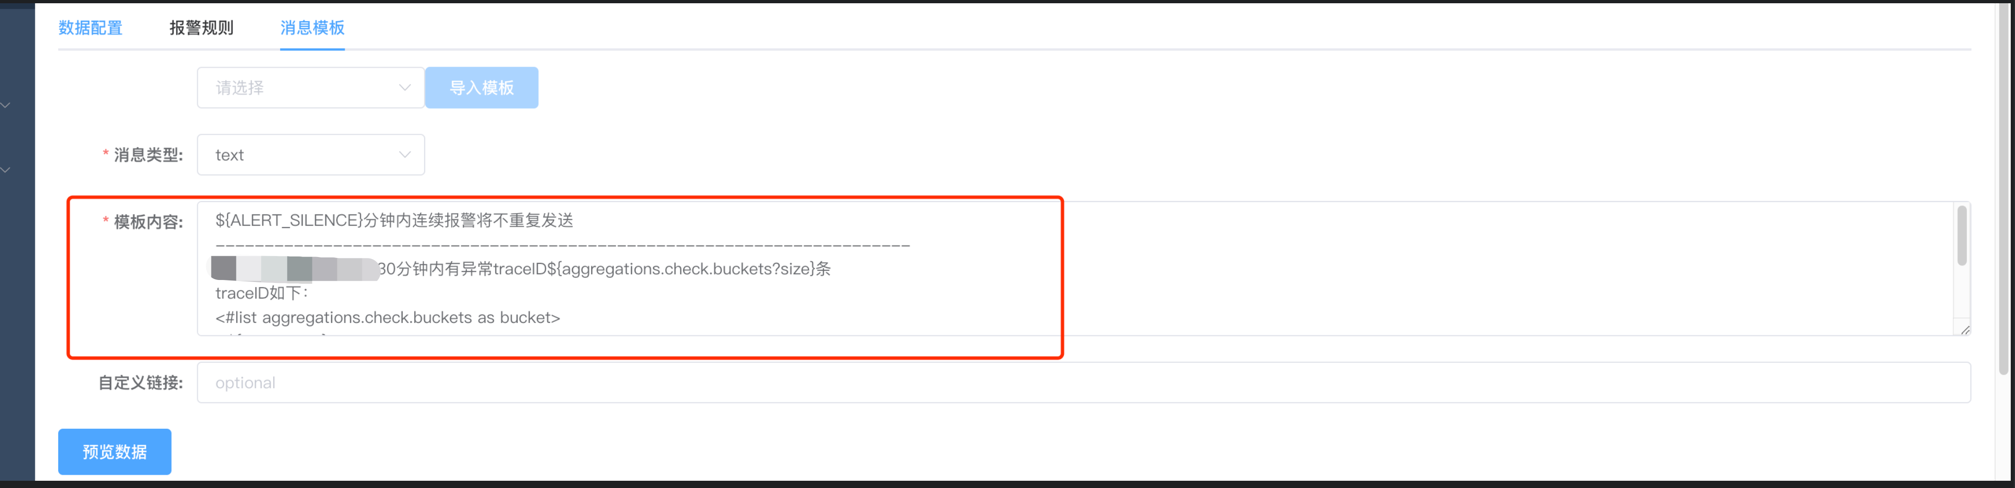 数据配置 报警规则 消息模板
请选择 导入模板
* 消息类型: text
* 模板内容: ${ALERT_SILENCE}分钟内连续报警将不重复发送
------------------------------------------------------------------------
30分钟内有异常traceID${aggregations.check.buckets?size}条
traceID如下：
<#list aggregations.check.buckets as bucket>
自定义链接: optional
预览数据